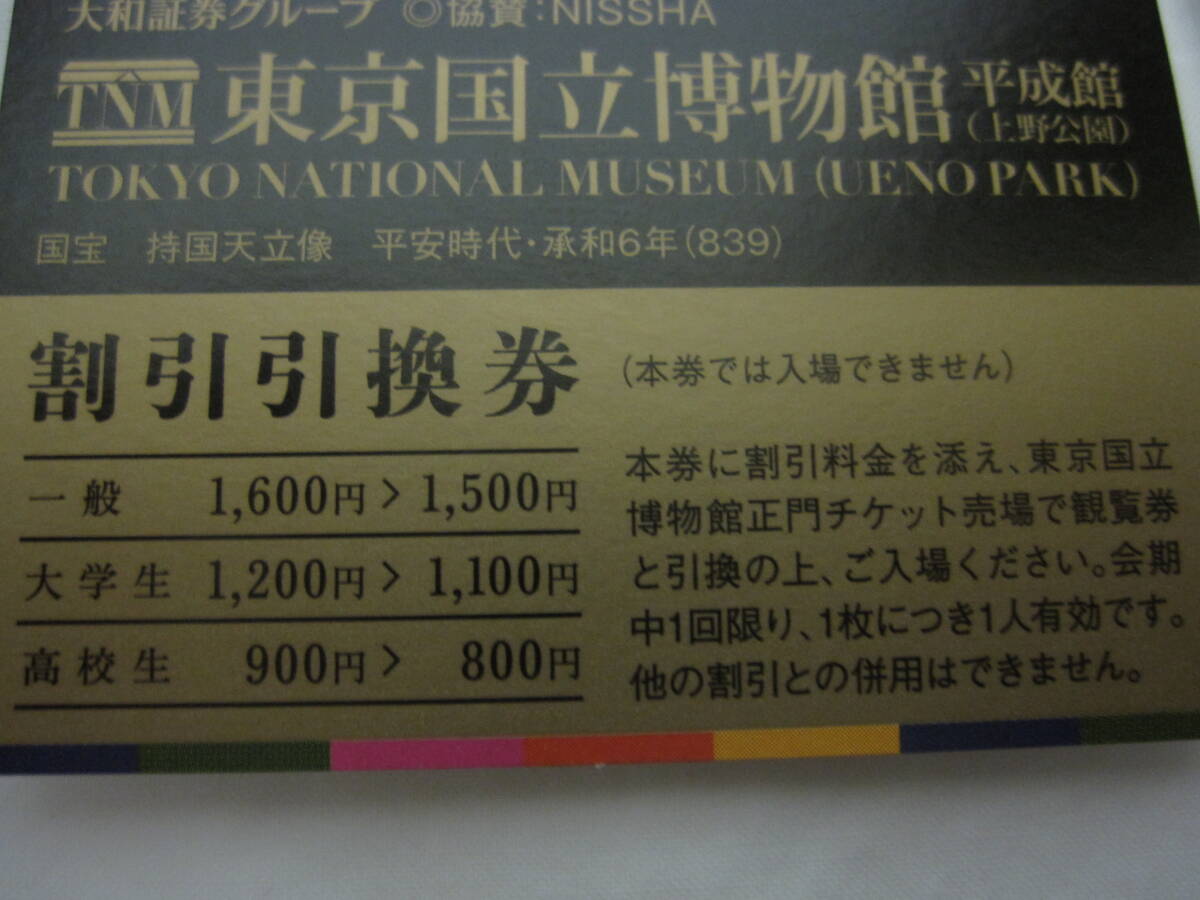 大和証券グループ ◎協賛:NISSHA
TNM 東京国立博物館 平成館
(上野公園)
TOKYO NATIONAL MUSEUM (UENO PARK)
国宝 持国天立像 平安時代・承和6年(839)
割引引換券 (本券では入場できません)
一般 1,600円 > 1,500円
大学生 1,200円 > 1,100円
高校生 900円 > 800円
本券に割引料金を添え、東京国立
博物館正門チケット売場で観覧券
と引換の上、ご入場ください。会期
中1回限り、1枚につき1人有効です。
他の割引との併用はできません。